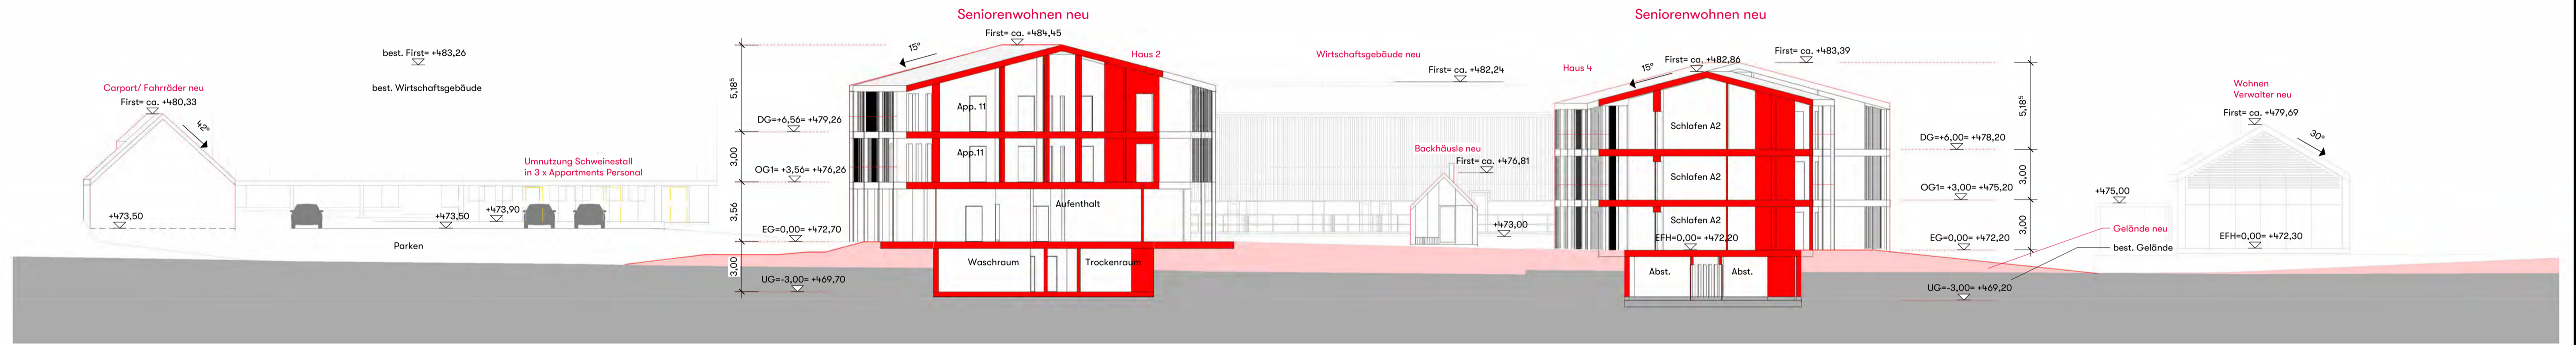 Seniorenwohnen neu
Seniorenwohnen neu
best. First= +483,26
best. Wirtschaftsgebäude
Carport/ Fahrräder neu
First= ca. +480,33
42°
Umnutzung Schweinestall
in 3 x Appartments Personal
+473,50
+473,50
+473,90
Parken
5,18⁵
3,00
3,56
3,00
DG=+6,56= +479,26
OG1= +3,56= +476,26
EG=0,00= +472,70
UG=-3,00= +469,70
First= ca. +484,45
15°
Haus 2
App. 11
App.11
Aufenthalt
Waschraum
Trockenraum
Wirtschaftsgebäude neu
First= ca. +482,24
Backhäusle neu
First= ca. +476,81
+473,00
Haus 4
15°
First= ca. +482,86
First= ca. +483,39
Schlafen A2
Schlafen A2
Schlafen A2
EFH=0,00= +472,20
Abst.
Abst.
5,18⁵
3,00
3,00
DG=+6,00= +478,20
OG1= +3,00= +475,20
EG=0,00= +472,20
UG=-3,00= +469,20
+475,00
Gelände neu
best. Gelände
Wohnen
Verwalter neu
First= ca. +479,69
30°
EFH=0,00= +472,30